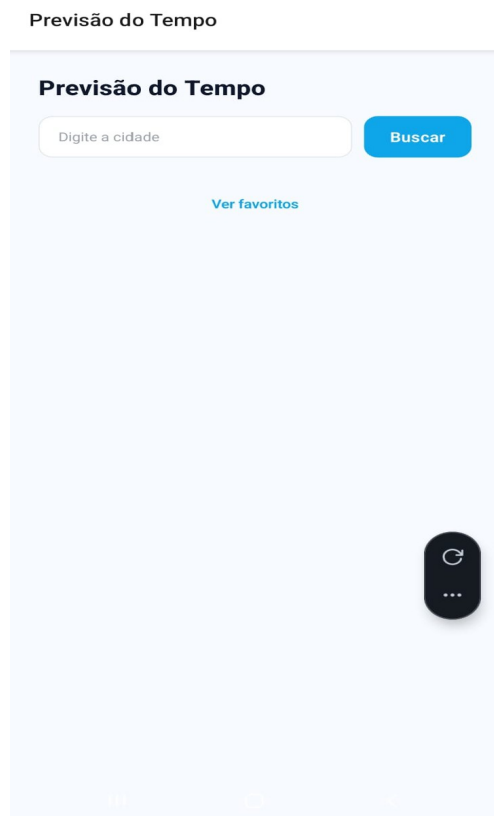 Previsão do Tempo
Previsão do Tempo
Digite a cidade
Buscar
Ver favoritos